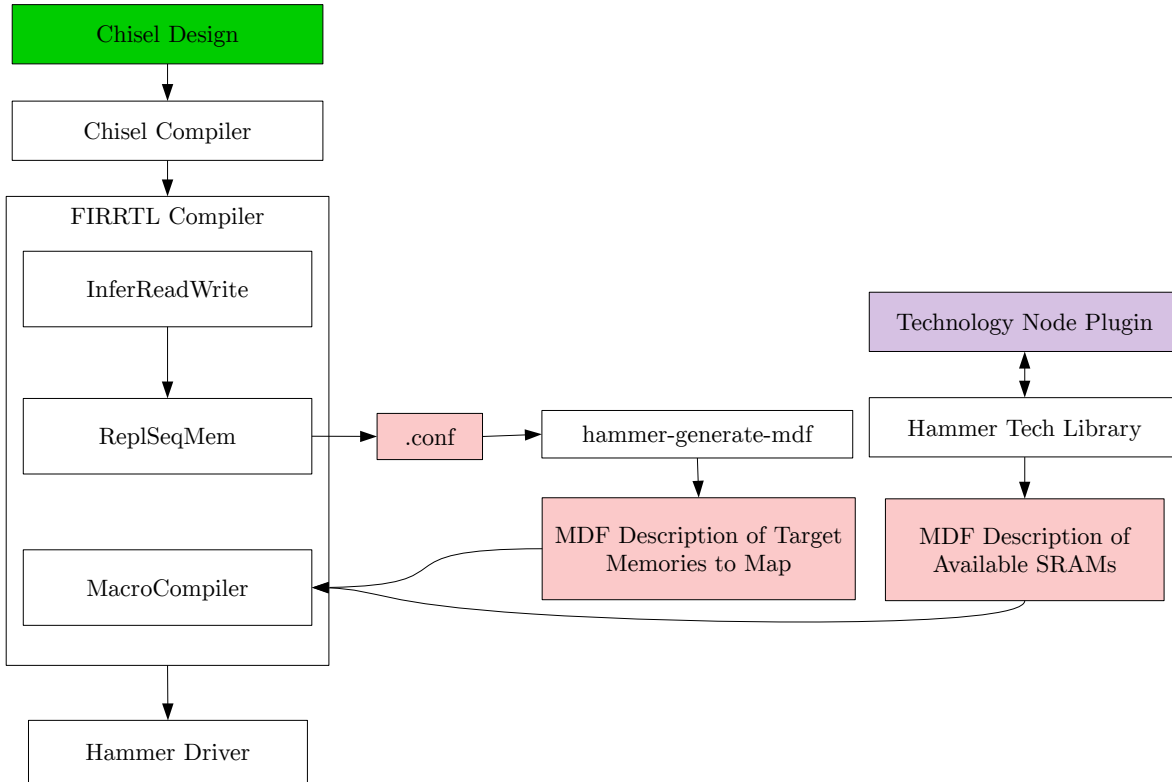 Chisel Design
Chisel Compiler
FIRRTL Compiler
InferReadWrite
Technology Node Plugin
ReplSeqMem
.conf
hammer-generate-mdf
Hammer Tech Library
MDF Description of Target
Memories to Map
MDF Description of
Available SRAMs
MacroCompiler
Hammer Driver